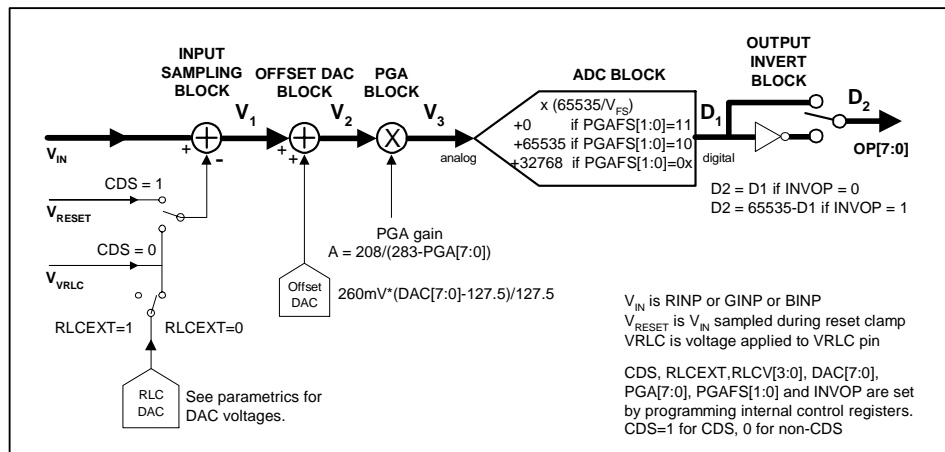 INPUT
SAMPLING
BLOCK
OFFSET DAC
BLOCK
PGA
BLOCK
ADC BLOCK
OUTPUT
INVERT
BLOCK
V1
V2
V3
x (65535/VFS)
+0 if PGAFS[1:0]=11
+65535 if PGAFS[1:0]=10
+32768 if PGAFS[1:0]=0x
D1
D2
VIN
+
-
+
+
X
analog
digital
OP[7:0]
CDS = 1
VRESET
CDS = 0
VVRLC
D2 = D1 if INVOP = 0
D2 = 65535-D1 if INVOP = 1
PGA gain
A = 208/(283-PGA[7:0])
Offset
DAC
260mV*(DAC[7:0]-127.5)/127.5
RLCEXT=1
RLCEXT=0
RLC
DAC
See parametrics for
DAC voltages.
VIN is RINP or GINP or BINP
VRESET is VIN sampled during reset clamp
VRLC is voltage applied to VRLC pin
CDS, RLCEXT,RLCV[3:0], DAC[7:0],
PGA[7:0], PGAFS[1:0] and INVOP are set
by programming internal control registers.
CDS=1 for CDS, 0 for non-CDS